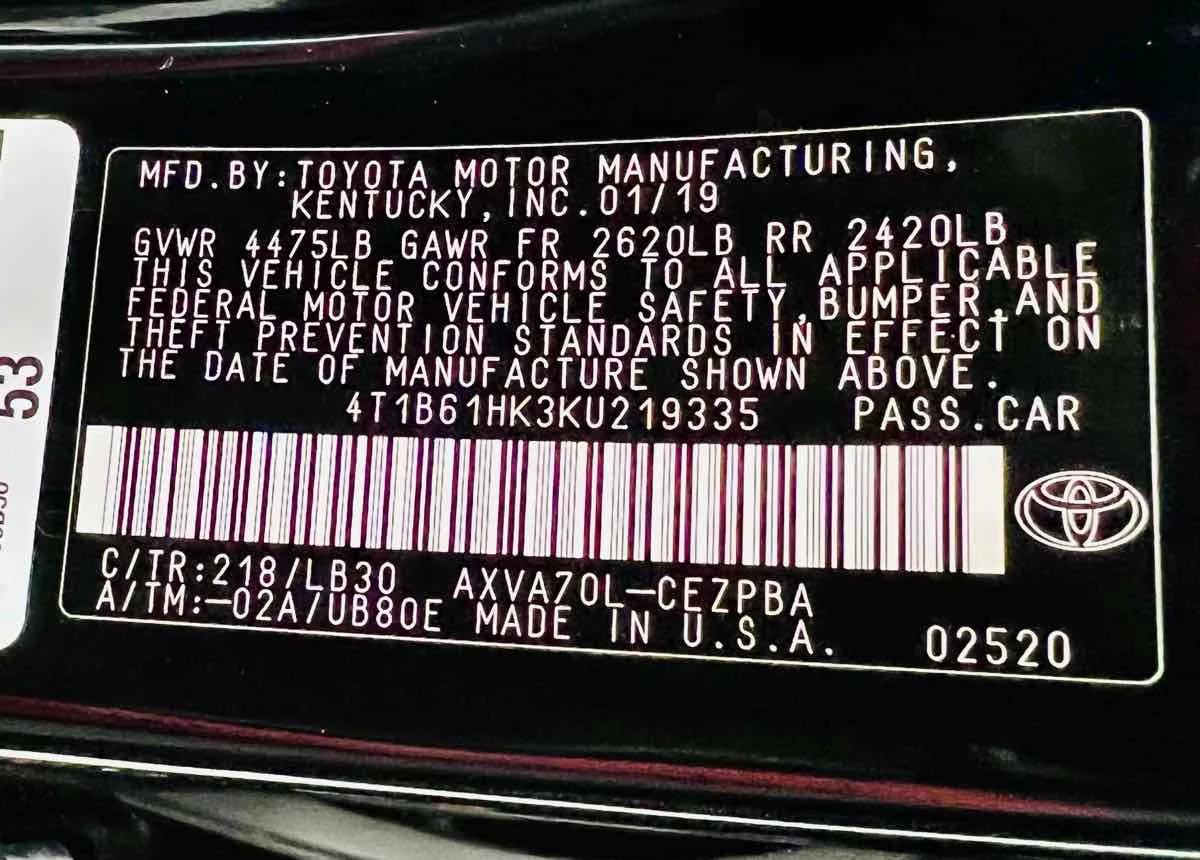 MFD.BY:TOYOTA MOTOR MANUFACTURING,
KENTUCKY,INC.01/19
GVWR 4475LB GAWR FR 2620LB RR 2420LB
THIS VEHICLE CONFORMS TO ALL APPLICABLE
FEDERAL MOTOR VEHICLE SAFETY,BUMPER,AND
THEFT PREVENTION STANDARDS IN EFFECT ON
THE DATE OF MANUFACTURE SHOWN ABOVE.
4T1B61HK3KU219335 PASS.CAR
C/TR:218/LB30 AXVA70L-CEZPBA
A/TM:-02A/UB80E MADE IN U.S.A. 02520
53